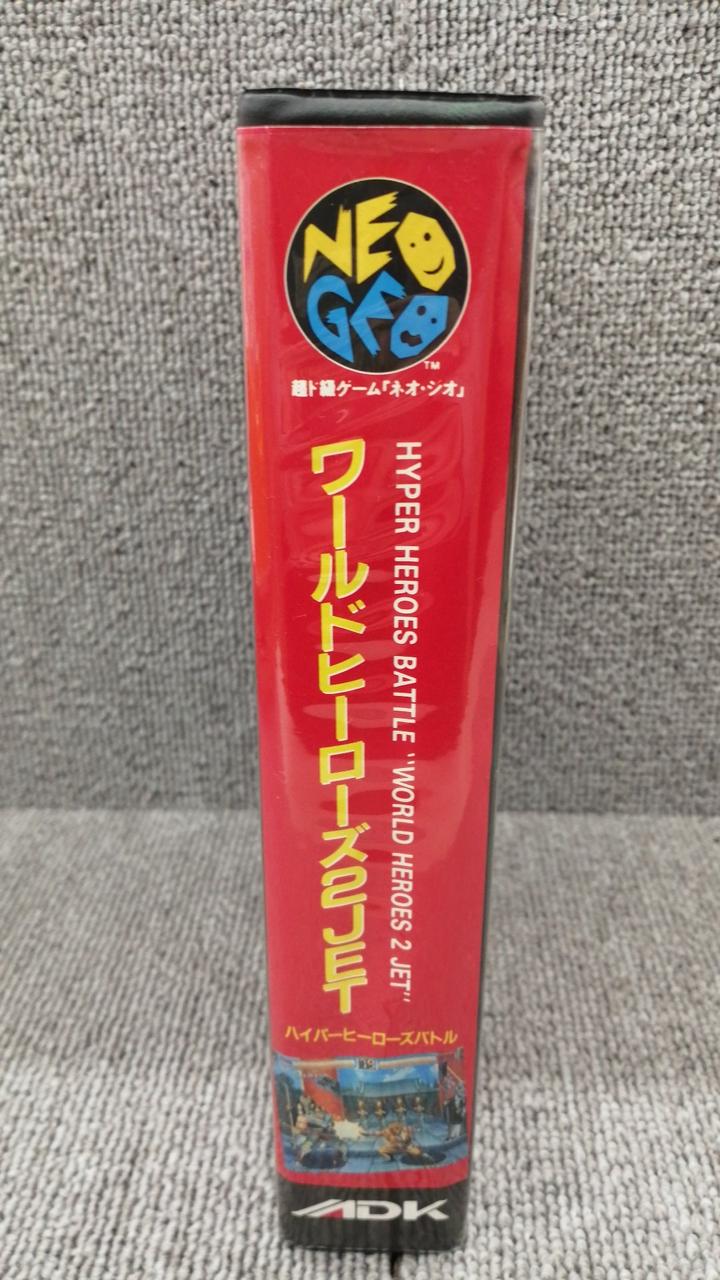 NEO
GEO
TM
超ド級ゲーム「ネオ・ジオ」
HYPER HEROES BATTLE "WORLD HEROES 2 JET"
ワールドヒーローズ2JET
ハイパーヒーローズバトル
ADK